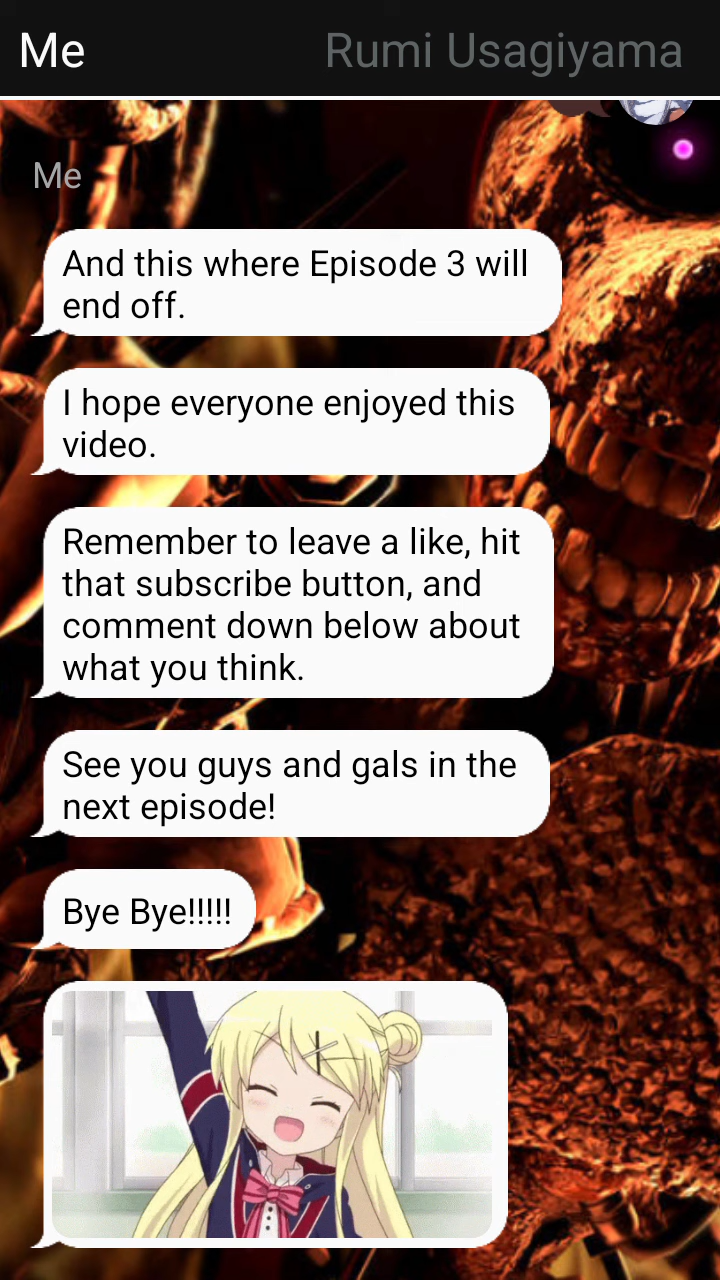 Me
Rumi Usagiyama
Me
And this where Episode 3 will
end off.
I hope everyone enjoyed this
video.
Remember to leave a like, hit
that subscribe button, and
comment down below about
what you think.
See you guys and gals in the
next episode!
Bye Bye!!!!!